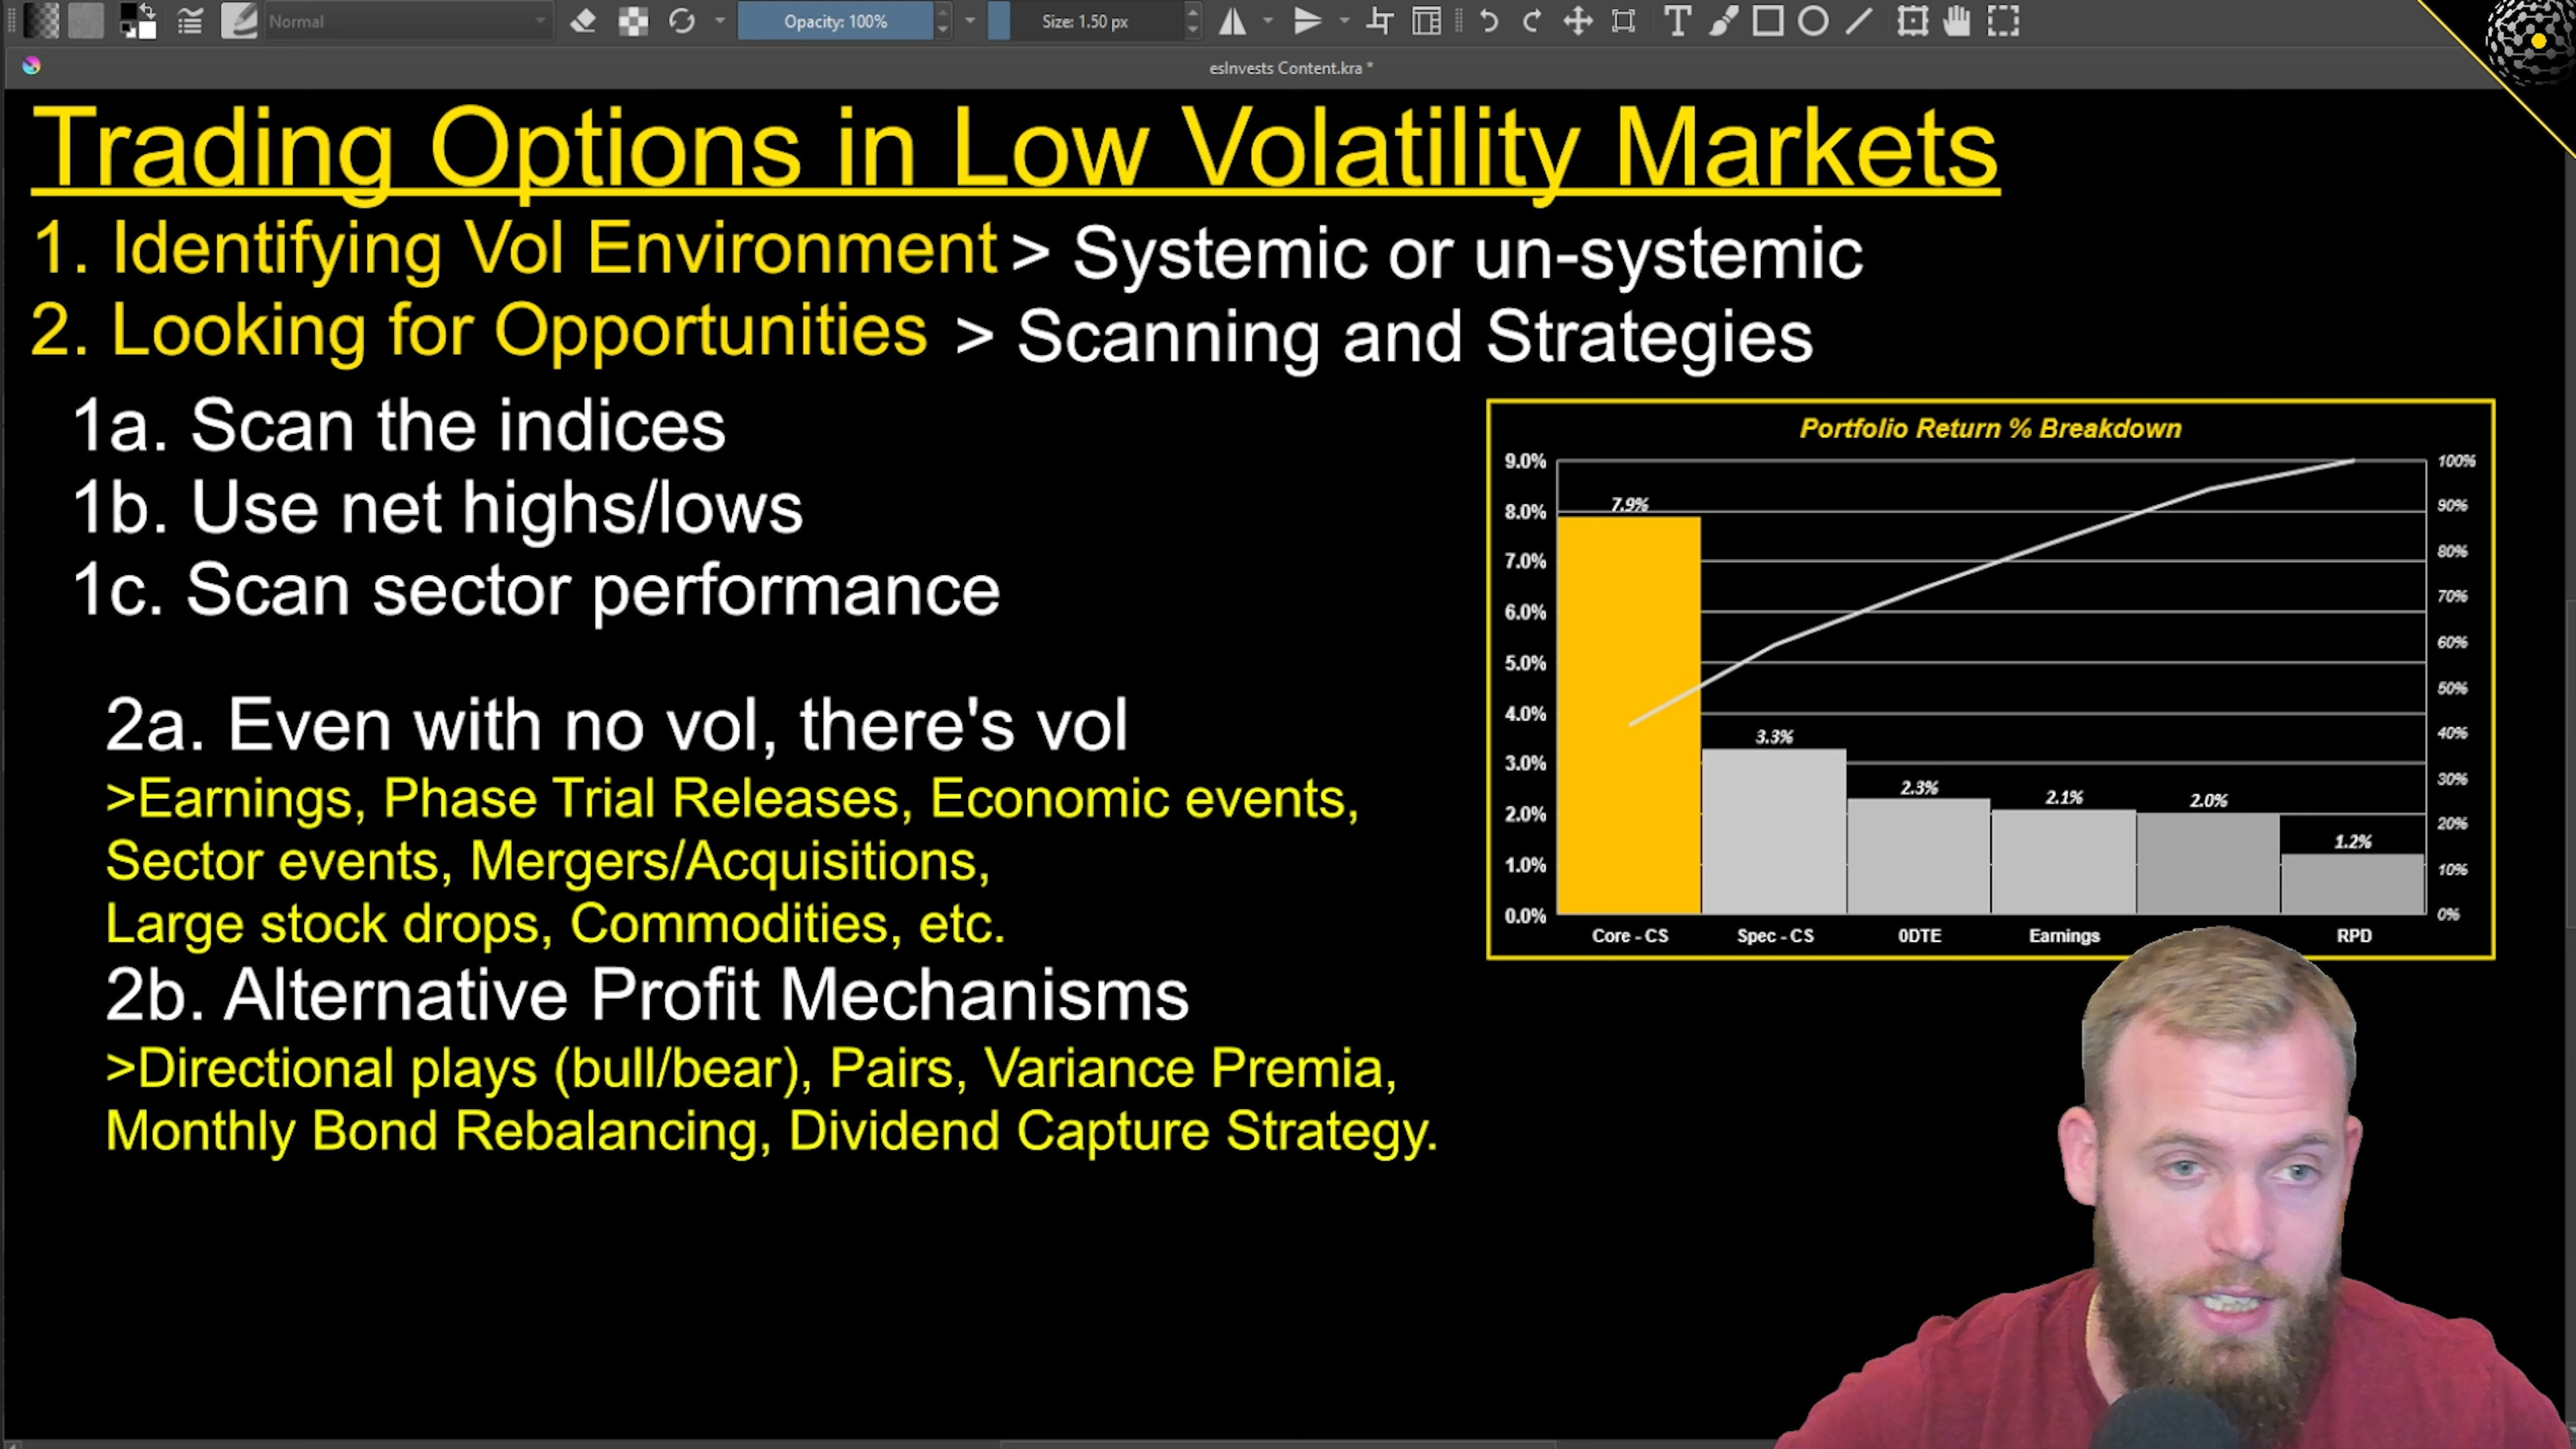 Normal
Opacity: 100%
Size: 1.50 px
esInvests Content.kra *
Trading Options in Low Volatility Markets
1. Identifying Vol Environment > Systemic or un-systemic
2. Looking for Opportunities > Scanning and Strategies
1a. Scan the indices
1b. Use net highs/lows
1c. Scan sector performance
2a. Even with no vol, there's vol
>Earnings, Phase Trial Releases, Economic events,
Sector events, Mergers/Acquisitions,
Large stock drops, Commodities, etc.
2b. Alternative Profit Mechanisms
>Directional plays (bull/bear), Pairs, Variance Premia,
Monthly Bond Rebalancing, Dividend Capture Strategy.
Portfolio Return % Breakdown
9.0% 100%
8.0% 90%
7.0% 80%
6.0% 70%
5.0% 60%
4.0% 50%
3.0% 40%
2.0% 30%
1.0% 20%
0.0% 10%
0%
7.9%
3.3%
2.3%
2.1%
2.0%
1.2%
Core - CS Spec - CS 0DTE Earnings RPD